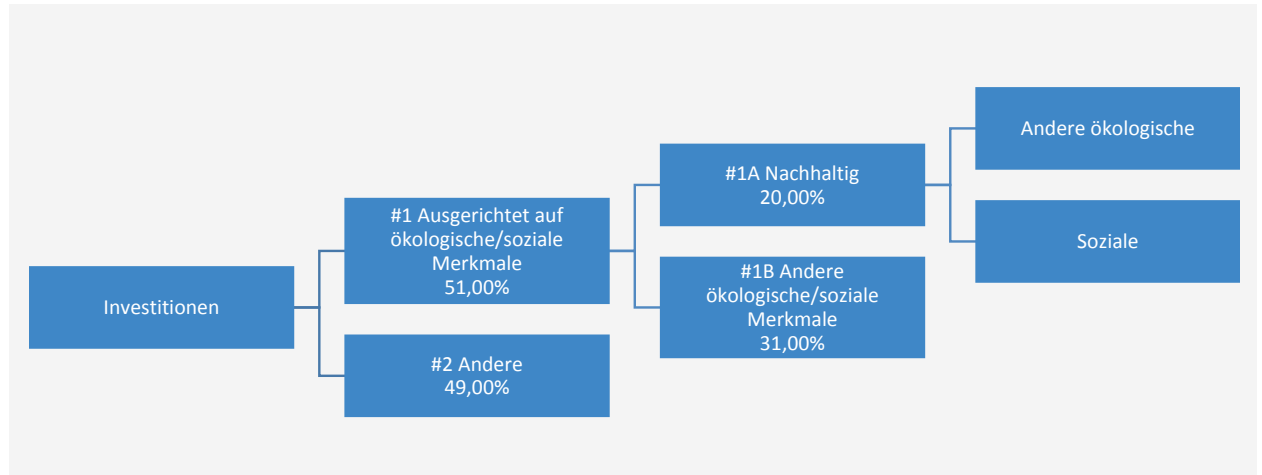 Investitionen
#1 Ausgerichtet auf
ökologische/soziale
Merkmale
51,00%
#2 Andere
49,00%
#1A Nachhaltig
20,00%
#1B Andere
ökologische/soziale
Merkmale
31,00%
Andere ökologische
Soziale